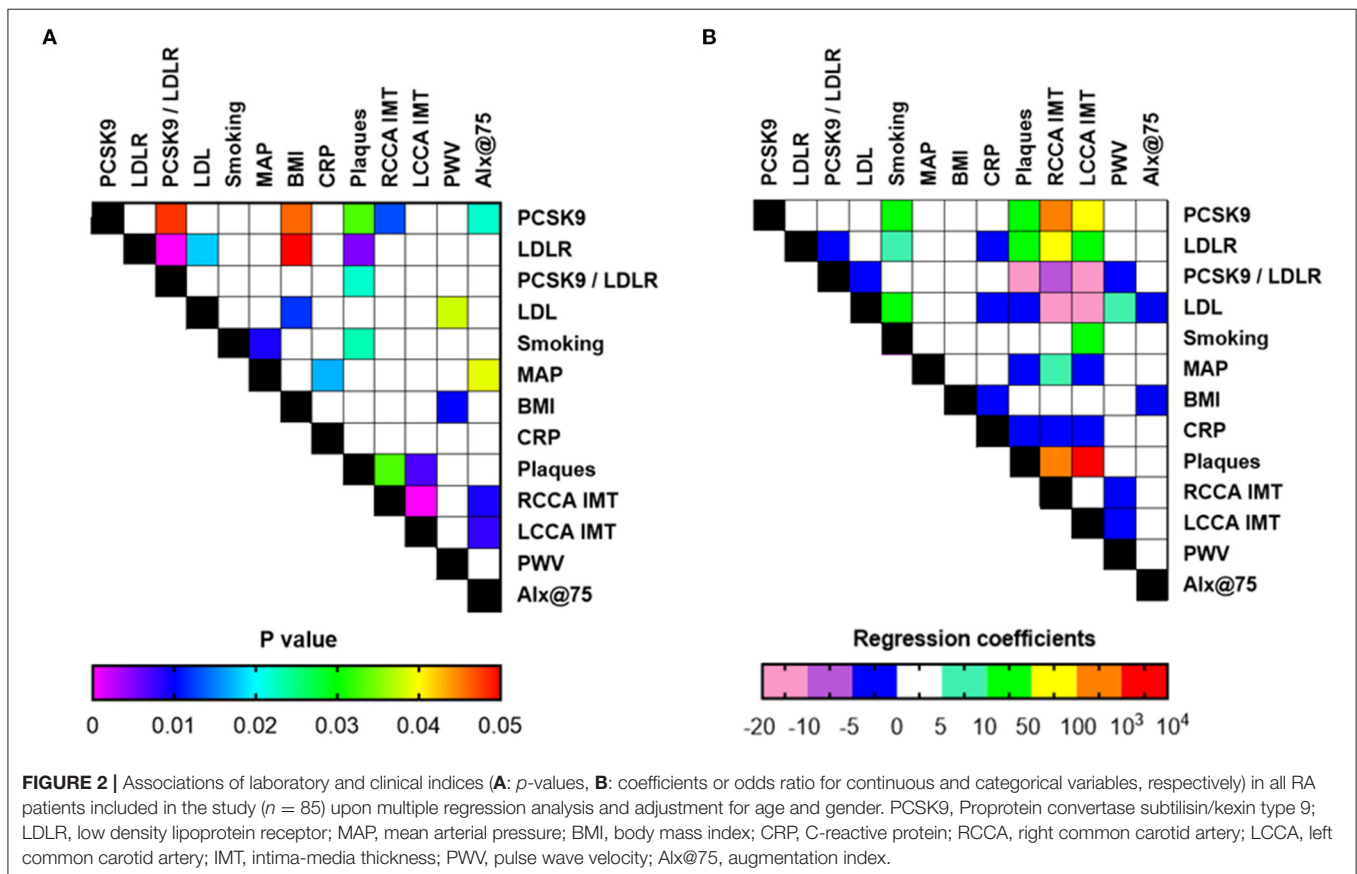 A
PCSK9
LDLR
PCSK9 / LDLR
LDL
Smoking
MAP
BMI
CRP
Plaques
RCCA IMT
LCCA IMT
PWV
AIx@75
PCSK9
LDLR
PCSK9 / LDLR
LDL
Smoking
MAP
BMI
CRP
Plaques
RCCA IMT
LCCA IMT
PWV
AIx@75
P value
0 0.01 0.02 0.03 0.04 0.05
B
PCSK9
LDLR
PCSK9 / LDLR
LDL
Smoking
MAP
BMI
CRP
Plaques
RCCA IMT
LCCA IMT
PWV
AIx@75
PCSK9
LDLR
PCSK9 / LDLR
LDL
Smoking
MAP
BMI
CRP
Plaques
RCCA IMT
LCCA IMT
PWV
AIx@75
Regression coefficients
-20 -10 -5 0 5 10 50 100 10³ 10⁴
FIGURE 2 | Associations of laboratory and clinical indices (A: p-values, B: coefficients or odds ratio for continuous and categorical variables, respectively) in all RA
patients included in the study (n = 85) upon multiple regression analysis and adjustment for age and gender. PCSK9, Proprotein convertase subtilisin/kexin type 9;
LDLR, low density lipoprotein receptor; MAP, mean arterial pressure; BMI, body mass index; CRP, C-reactive protein; RCCA, right common carotid artery; LCCA, left
common carotid artery; IMT, intima-media thickness; PWV, pulse wave velocity; AIx@75, augmentation index.